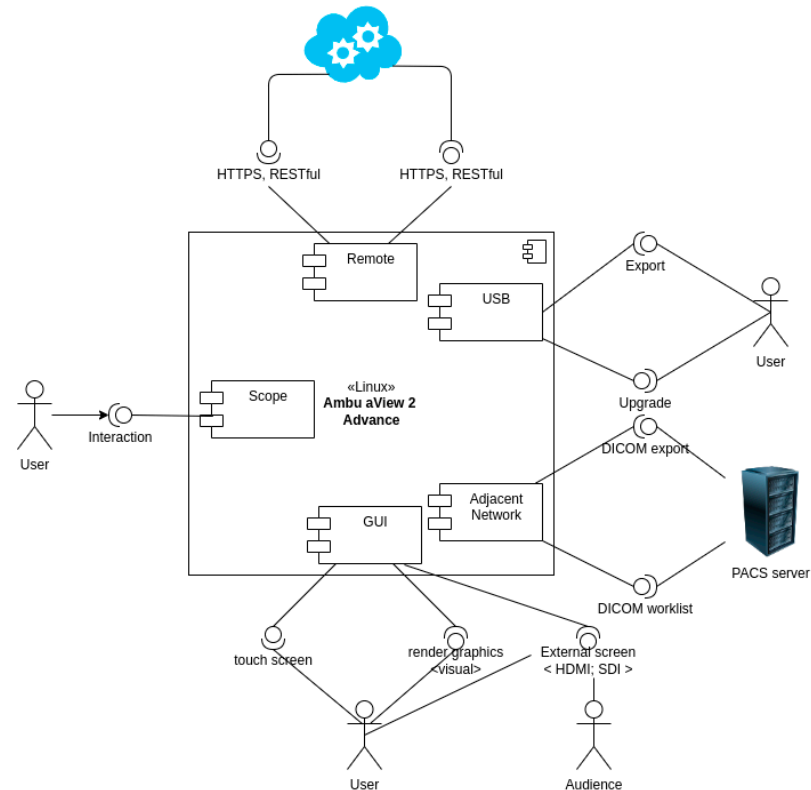 HTTPS, RESTful
HTTPS, RESTful
Remote
USB
Export
User
Scope
«Linux»
Ambu aView 2
Advance
Interaction
User
Upgrade
DICOM export
Adjacent
Network
GUI
PACS server
DICOM worklist
touch screen
render graphics
<visual>
External screen
< HDMI; SDI >
User
Audience